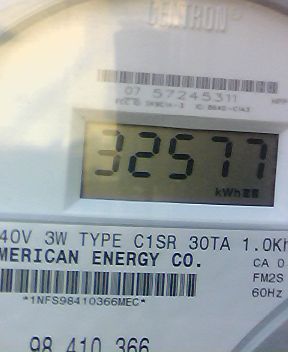 CENTRON®
07 57245311
32577
kWh
40V 3W TYPE C1SR 30TA 1.0Kh
MERICAN ENERGY CO.
CA 0
FM2S
*1NFS98410366MEC*
60Hz
98 410 366